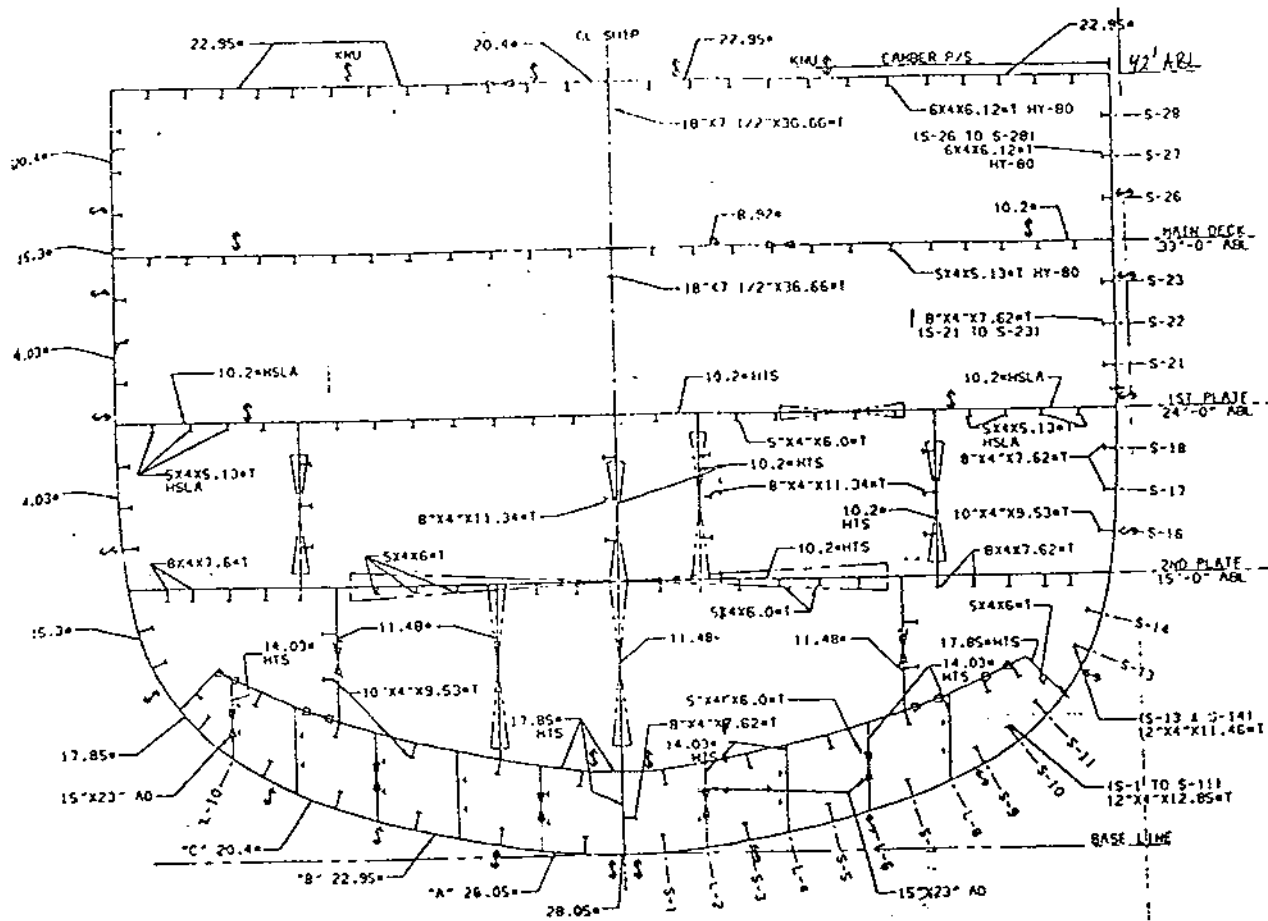 22.95#
20.4#
CL SHIP
22.95#
22.95#
CAMBER P/S
42' ABL
6X4X6.12#T HY-80
18"X7 1/2"X36.66#T
(S-26 TO S-28)
6X4X6.12#T
HY-80
S-28
S-27
S-26
20.4#
8.92#
10.2#
MAIN DECK
33'-0" ABL
15.3#
5X4X5.13#T HY-80
18"X7 1/2"X36.66#T
8"X4"X7.62#T
(S-21 TO S-23)
S-23
S-22
S-21
4.03#
10.2#HSLA
10.2#HTS
10.2#HSLA
1ST PLATE
24'-0" ABL
5X4X5.13#T
HSLA
5"X4"X6.0#T
5X4X5.13#T
HSLA
10.2#HTS
8"X4"X7.62#T
S-18
S-17
S-16
4.03#
8"X4"X11.34#T
8"X4"X11.34#T
10.2#
HTS
10"X4"X9.53#T
8X4X7.6#T
5X4X6#T
10.2#HTS
8X4X7.62#T
2ND PLATE
15'-0" ABL
5X4X6.0#T
5X4X6#T
15.3#
11.48#
11.48#
11.48#
17.85#HTS
S-14
S-13
14.03#
HTS
14.03#
HTS
10"X4"X9.53#T
5"X4"X6.0#T
17.85#
HTS
8"X4"X7.62#T
14.03#
HTS
(S-13 & S-14)
12"X4"X11.46#T
17.85#
15"X23" AO
L-10
S-11
S-10
S-9
L-8
(S-1 TO S-11)
12"X4"X12.85#T
"C" 20.4#
BASE LINE
"B" 22.95#
"A" 26.05#
28.05#
S-1
L-2
S-3
L-4
S-5
15"X23" AO